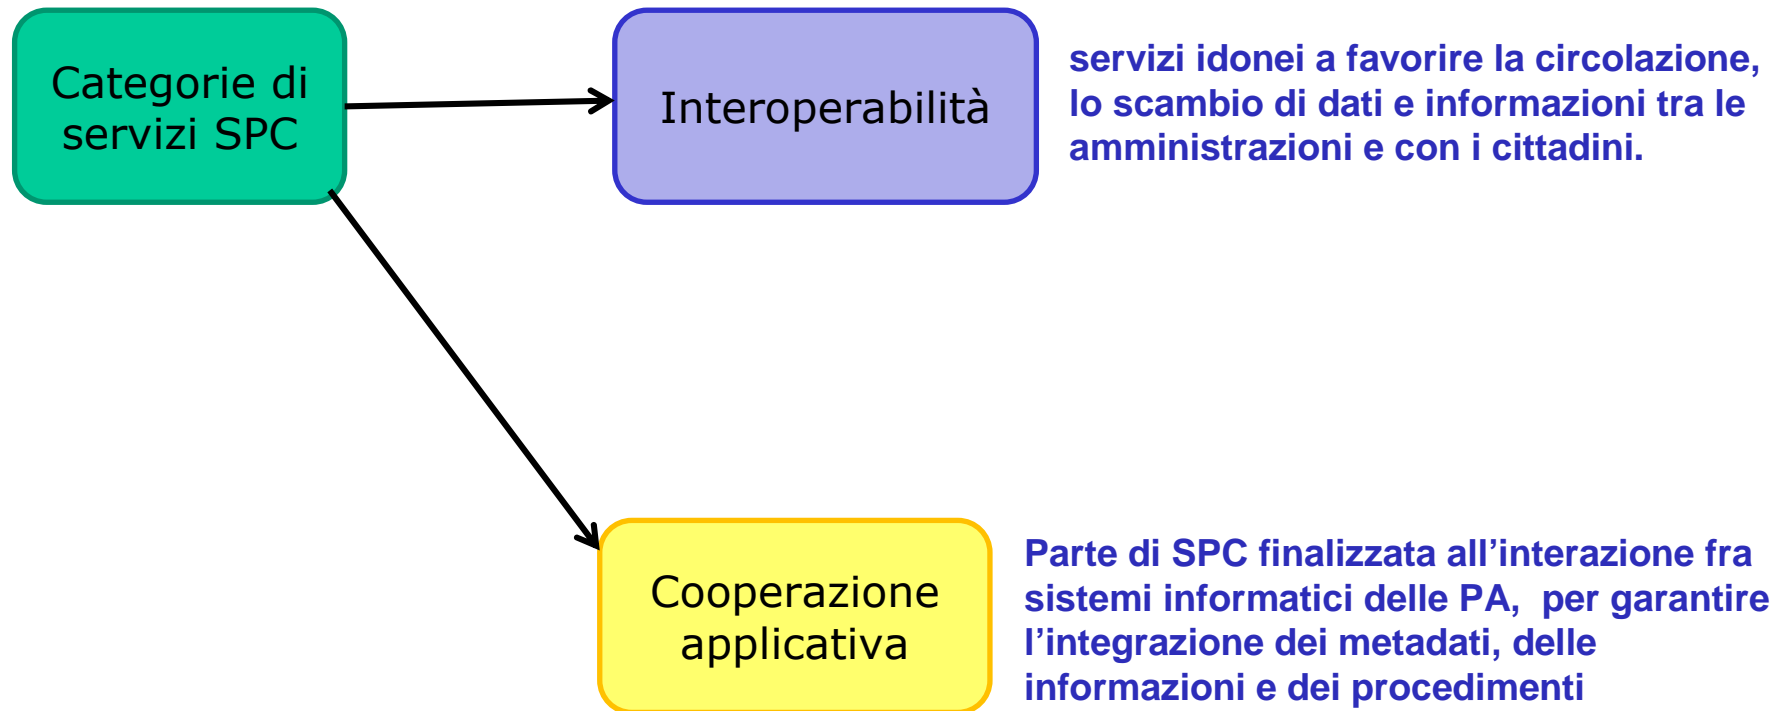 Categorie di
servizi SPC
Interoperabilità
servizi idonei a favorire la circolazione,
lo scambio di dati e informazioni tra le
amministrazioni e con i cittadini.
Cooperazione
applicativa
Parte di SPC finalizzata all’interazione fra
sistemi informatici delle PA,  per garantire
l’integrazione dei metadati, delle
informazioni e dei procedimenti